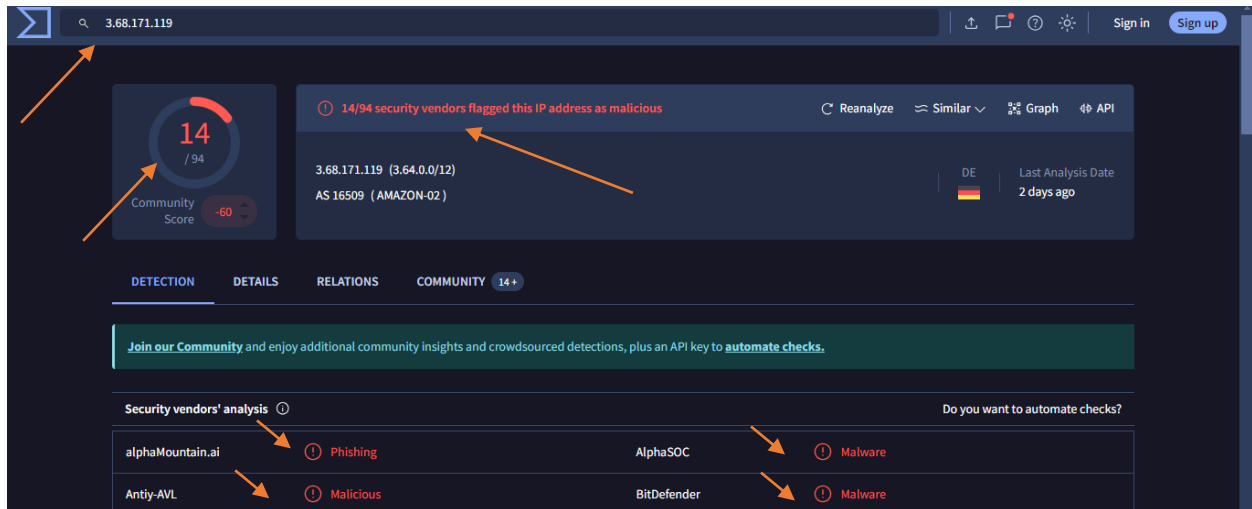 3.68.171.119
Sign in
Sign up
14
/ 94
Community
Score
-60
14/94 security vendors flagged this IP address as malicious
Reanalyze
Similar
Graph
API
3.68.171.119 (3.64.0.0/12)
AS 16509 ( AMAZON-02 )
DE
Last Analysis Date
2 days ago
DETECTION
DETAILS
RELATIONS
COMMUNITY
14+
Join our Community and enjoy additional community insights and crowdsourced detections, plus an API key to automate checks.
Security vendors' analysis
Do you want to automate checks?
alphaMountain.ai
Phishing
AlphaSOC
Malware
Antiy-AVL
Malicious
BitDefender
Malware